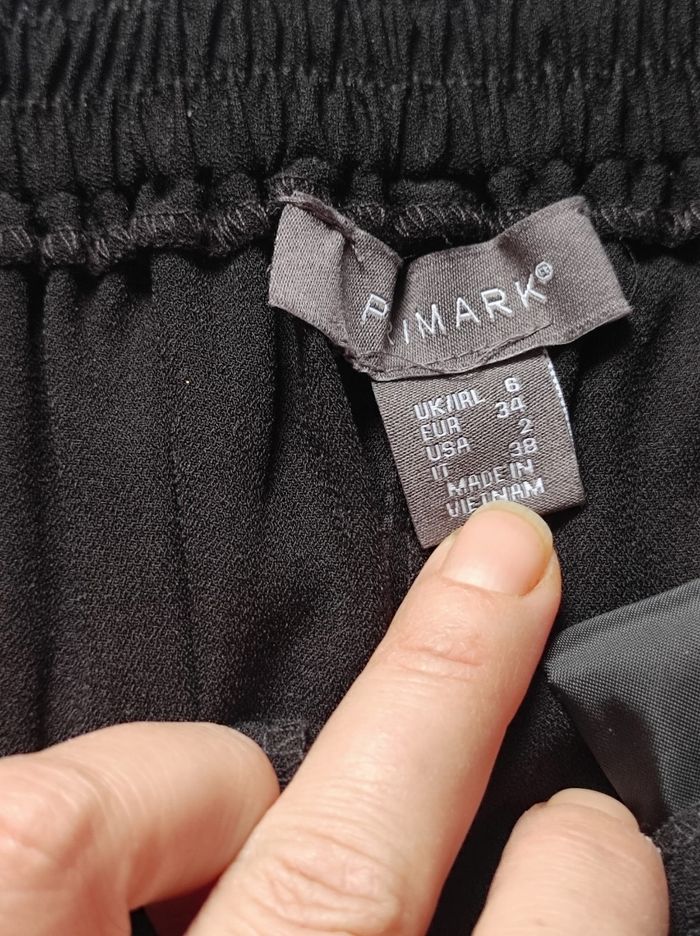 PRIMARK®
UK/IRL 6
EUR 34
USA 2
IT 38
MADE IN
VIETNAM